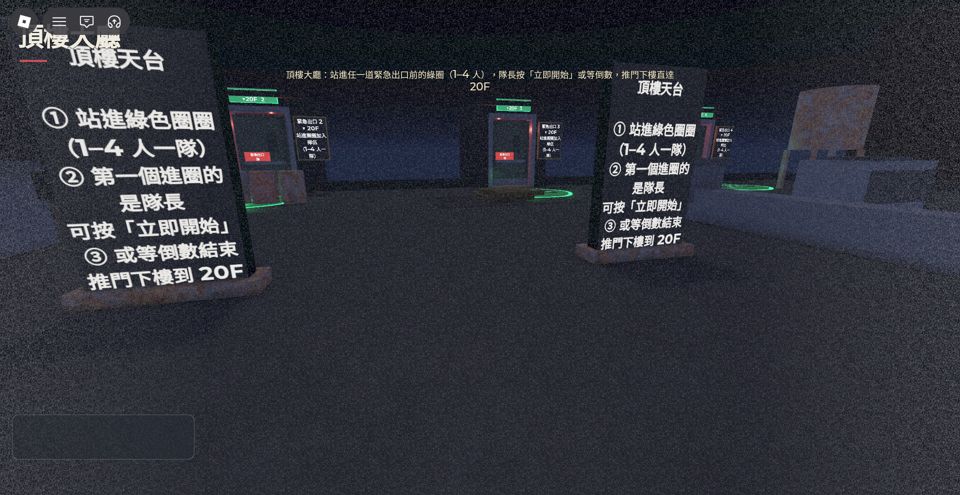 頂樓大廳
頂樓大廳：站進任一道緊急出口前的綠圈（1–4 人），隊長按「立即開始」或等倒數，推門下樓直達
20F
頂樓天台
① 站進綠色圈圈
（1–4 人一隊）
② 第一個進圈的
是隊長
可按「立即開始」
③ 或等倒數結束
推門下樓到 20F
緊急出口 2
→ 20F
頂樓天台
① 站進綠色圈圈
（1–4 人一隊）
② 第一個進圈的
是隊長
可按「立即開始」
③ 或等倒數結束
推門下樓到 20F